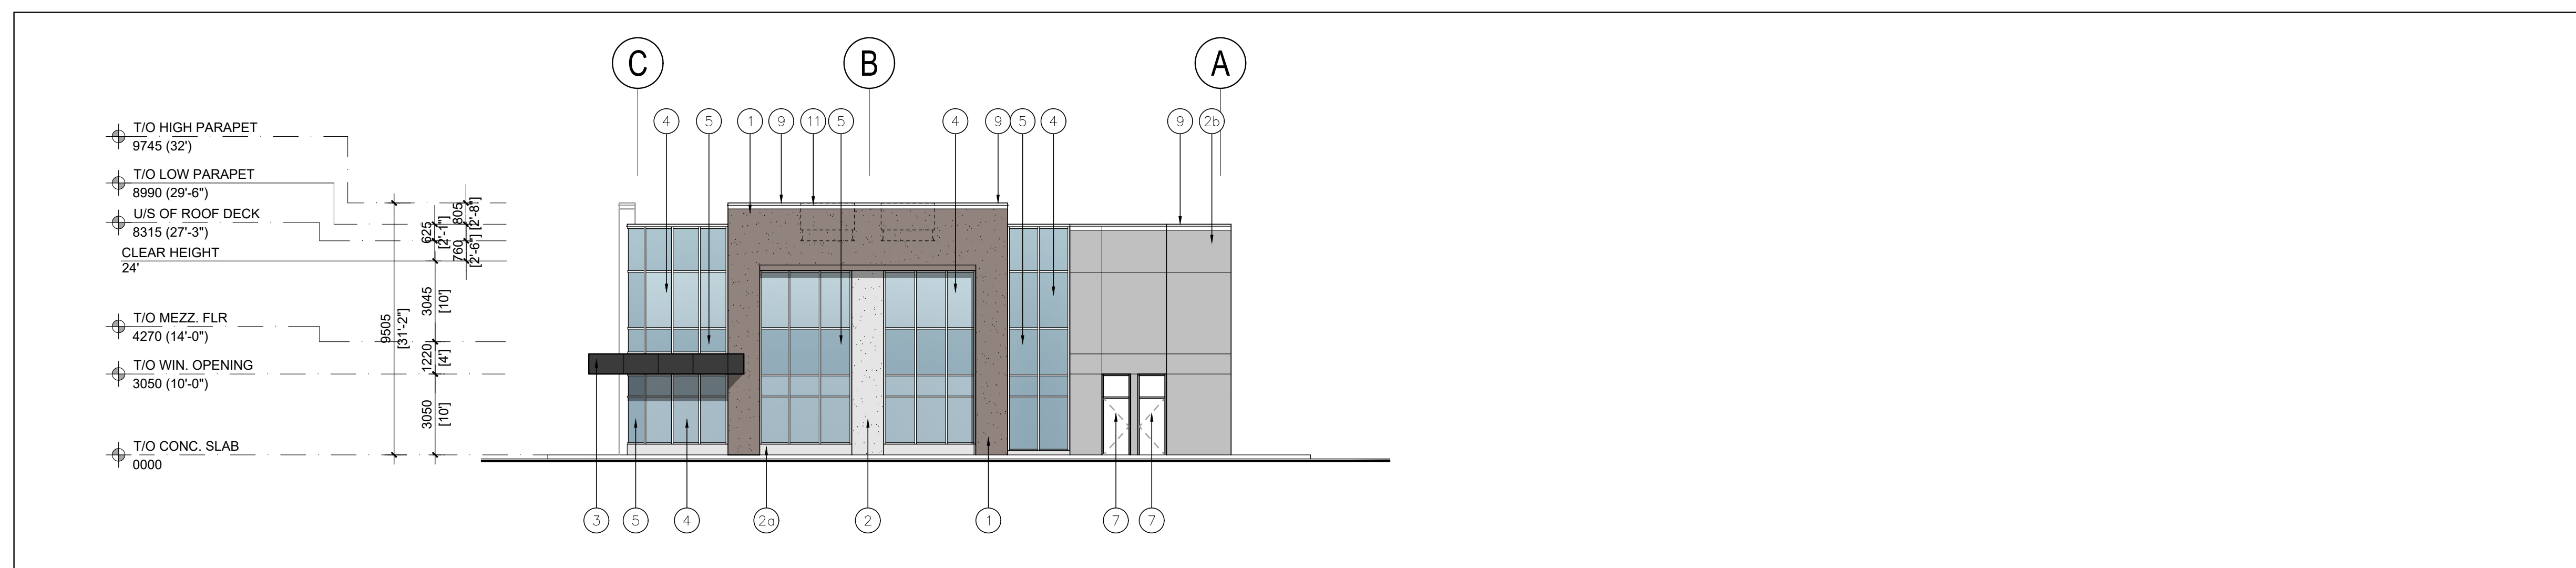 C B A
4 5 1 9 11 5 4 9 5 4 9 2b
T/O HIGH PARAPET
9745 (32')
T/O LOW PARAPET
8990 (29'-6")
U/S OF ROOF DECK
8315 (27'-3")
CLEAR HEIGHT
24'
T/O MEZZ. FLR
4270 (14'-0")
T/O WIN. OPENING
3050 (10'-0")
T/O CONC. SLAB
0000
9505
[31'-2"]
625
[2'-1"]
805
[2'-8"]
760
[2'-6"]
3045
[10']
1220
[4']
3050
[10']
3 5 4 2a 2 1 7 7